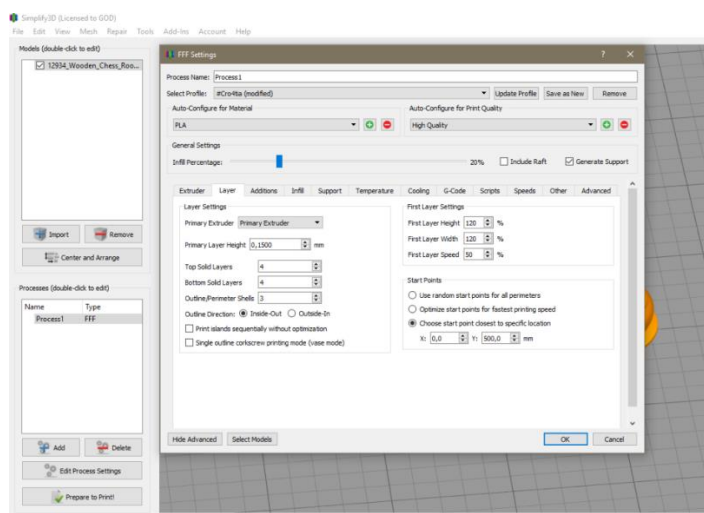 Simplify3D (Licensed to GOD)
File Edit View Mesh Repair Tools Add-Ins Account Help
Models (double-click to edit)
12934_Wooden_Chess_Roo...
Import Remove
Center and Arrange
Processes (double-click to edit)
Name Type
Process1 FFF
Add Delete
Edit Process Settings
Prepare to Print!
FFF Settings
Process Name: Process1
Select Profile: #Cro4tia (modified) Update Profile Save as New Remove
Auto-Configure for Material Auto-Configure for Print Quality
PLA High Quality
General Settings
Infill Percentage: 20% Include Raft Generate Support
Extruder Layer Additions Infill Support Temperature Cooling G-Code Scripts Speeds Other Advanced
Layer Settings
Primary Extruder Primary Extruder
Primary Layer Height 0,1500 mm
Top Solid Layers 4
Bottom Solid Layers 4
Outline/Perimeter Shells 3
Outline Direction: Inside-Out Outside-In
Print islands sequentially without optimization
Single outline corkscrew printing mode (vase mode)
First Layer Settings
First Layer Height 120 %
First Layer Width 120 %
First Layer Speed 50 %
Start Points
Use random start points for all perimeters
Optimize start points for fastest printing speed
Choose start point closest to specific location
X: 0,0 Y: 500,0 mm
Hide Advanced Select Models OK Cancel